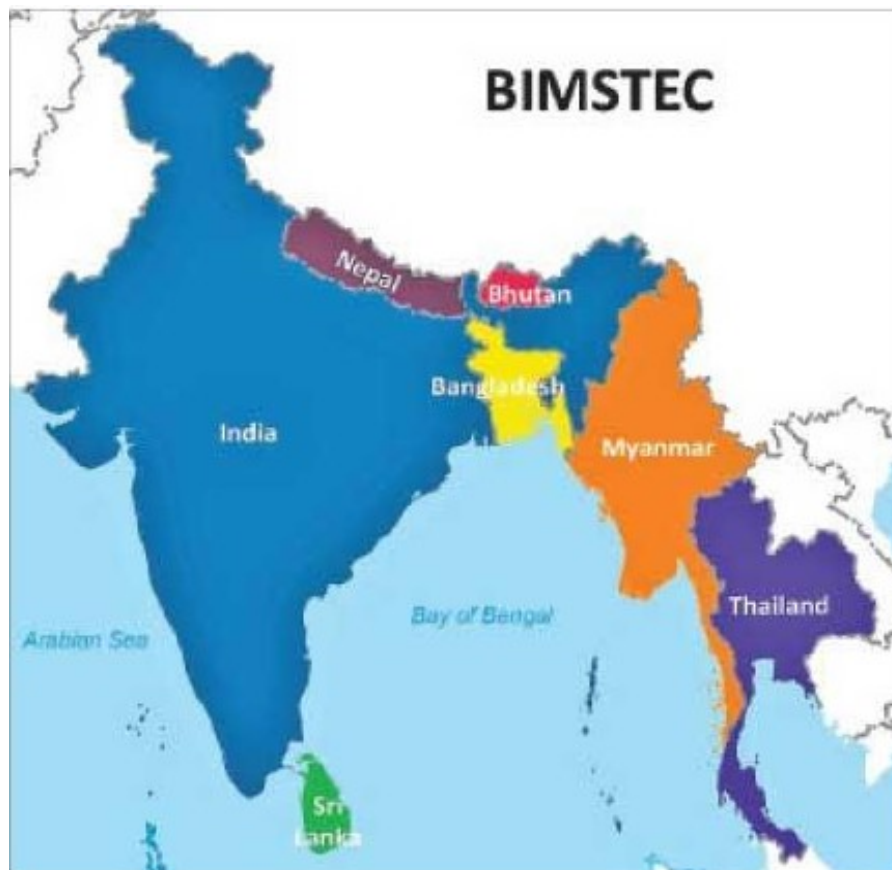 BIMSTEC
Nepal
Bhutan
Bangladesh
India
Myanmar
Thailand
Bay of Bengal
Arabian Sea
Sri
Lanka